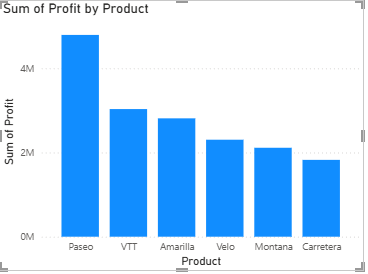 Sum of Profit by Product
Sum of Profit
4M
2M
0M
Paseo VTT Amarilla Velo Montana Carretera
Product